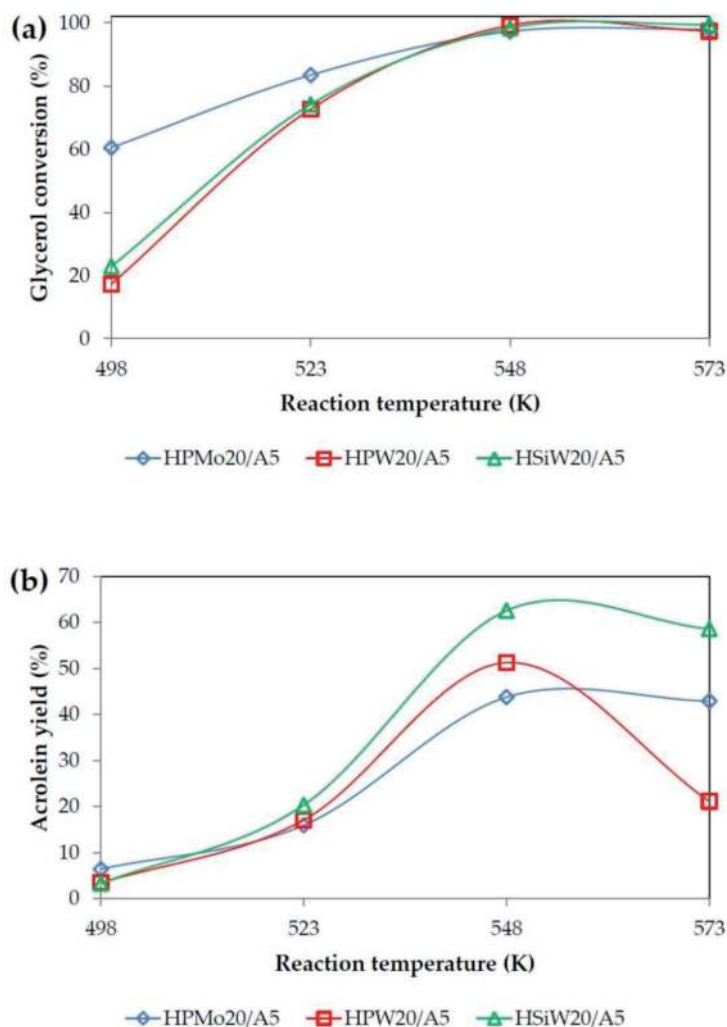 (a)
Glycerol conversion (%)
100
80
60
40
20
0
498 523 548 573
Reaction temperature (K)
HPMo20/A5 HPW20/A5 HSiW20/A5
(b)
Acrolein yield (%)
70
60
50
40
30
20
10
0
498 523 548 573
Reaction temperature (K)
HPMo20/A5 HPW20/A5 HSiW20/A5